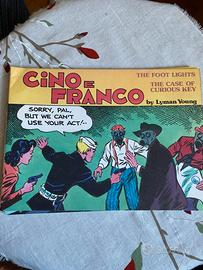 CINO E
FRANCO
THE FOOT LIGHTS
THE CASE OF
CURIOUS KEY
by Lyman Young
SORRY, PAL,
BUT WE CAN'T
USE YOUR ACT!..